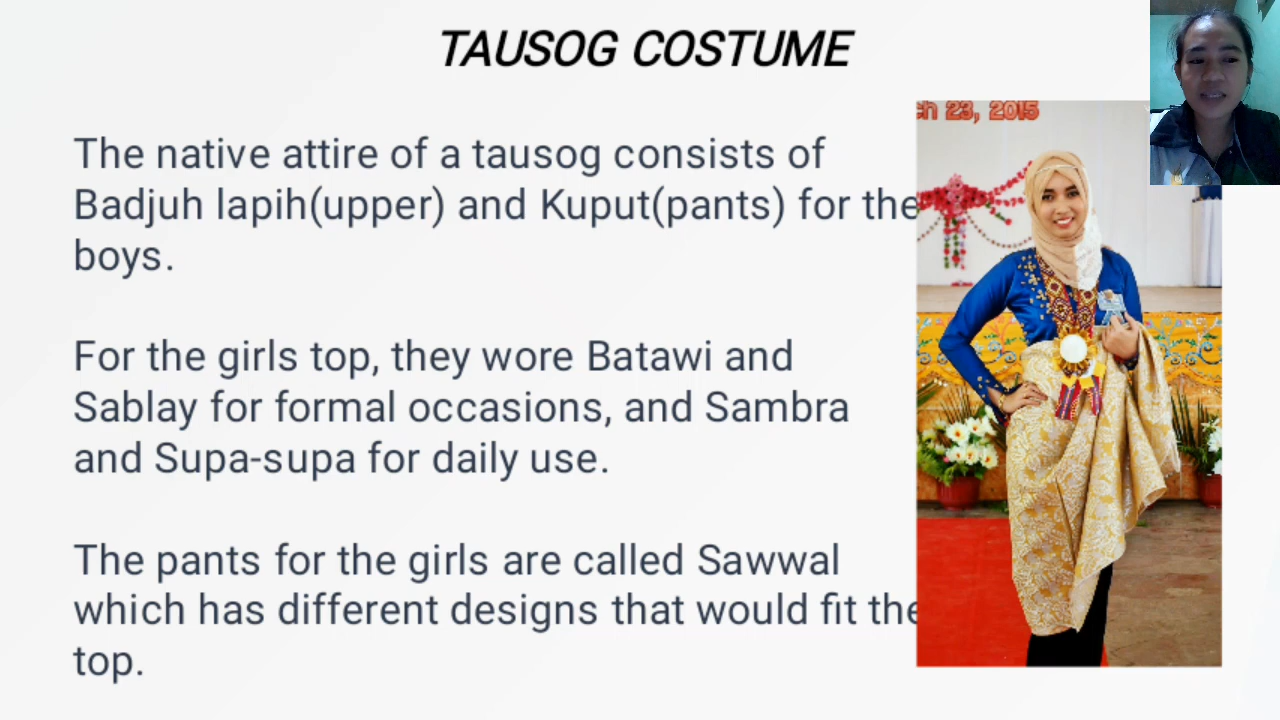 TAUSOG COSTUME
ch 23, 2015
The native attire of a tausog consists of
Badjuh lapih(upper) and Kuput(pants) for the
boys.
For the girls top, they wore Batawi and
Sablay for formal occasions, and Sambra
and Supa-supa for daily use.
The pants for the girls are called Sawwal
which has different designs that would fit the
top.